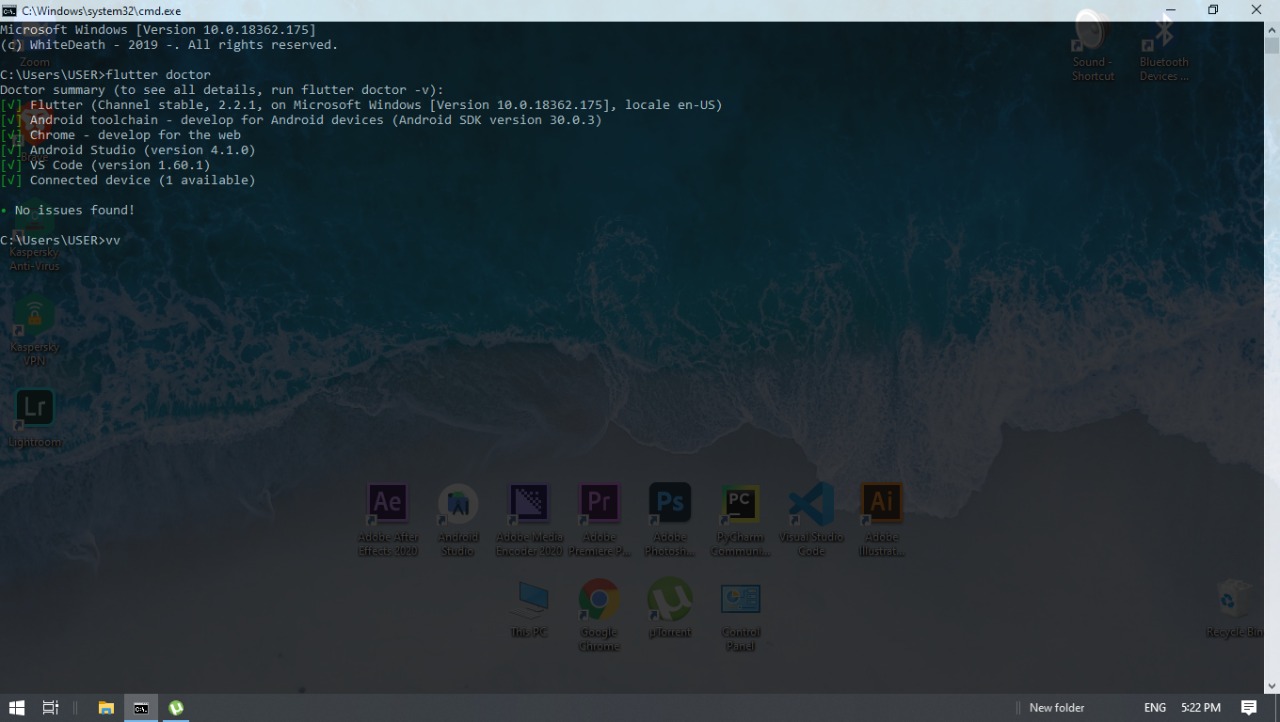 C:\Windows\system32\cmd.exe
Microsoft Windows [Version 10.0.18362.175]
(c) WhiteDeath - 2019 -. All rights reserved.
C:\Users\USER>flutter doctor
Doctor summary (to see all details, run flutter doctor -v):
[√] Flutter (Channel stable, 2.2.1, on Microsoft Windows [Version 10.0.18362.175], locale en-US)
[√] Android toolchain - develop for Android devices (Android SDK version 30.0.3)
[√] Chrome - develop for the web
[√] Android Studio (version 4.1.0)
[√] VS Code (version 1.60.1)
[√] Connected device (1 available)
• No issues found!
C:\Users\USER>vv
Zoom
Brave
Kaspersky
Anti-Virus
Kaspersky
VPN
Lr
Lightroom
Sound -
Shortcut
Bluetooth
Devices ...
Ae
Adobe After
Effects 2020
Android
Studio
Adobe Media
Encoder 2020
Pr
Adobe
Premiere P...
Ps
Adobe
Photosh...
PC
PyCharm
Communi...
Visual Studio
Code
Ai
Adobe
Illustrat...
This PC
Google
Chrome
µTorrent
Control
Panel
Recycle Bin
New folder
ENG
5:22 PM